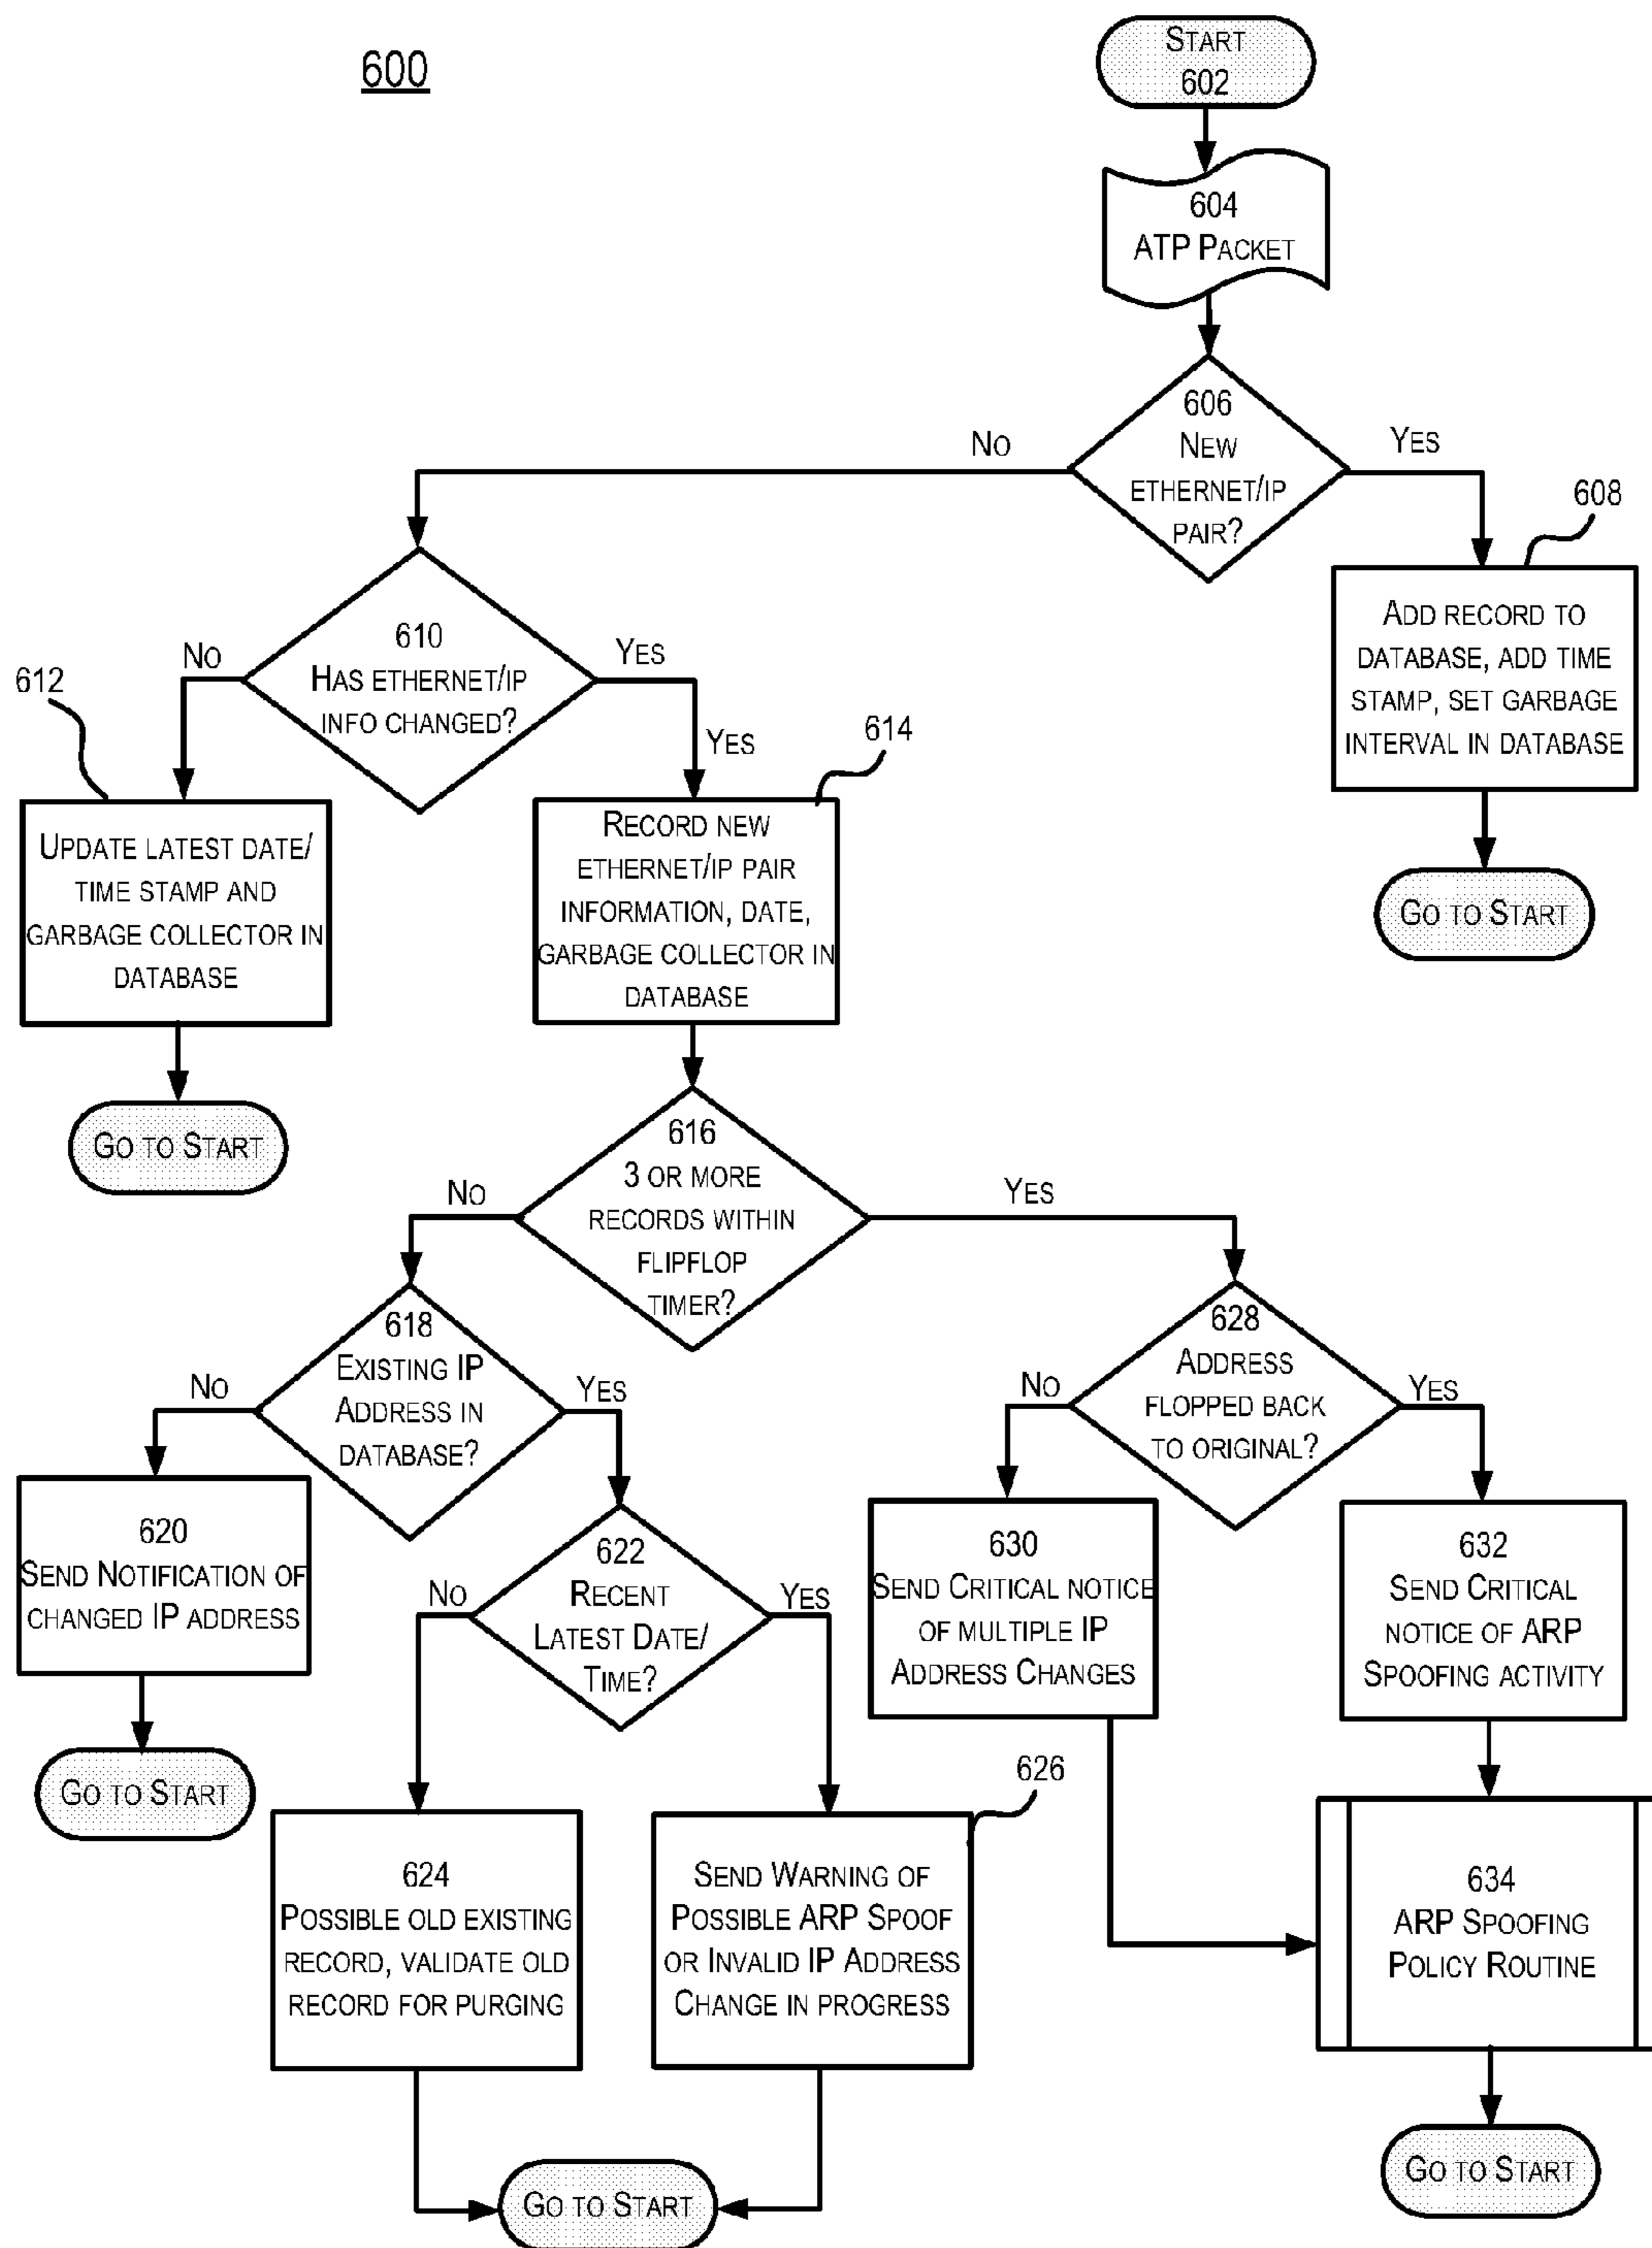 600
Start
602
604
ATP Packet
606
New
ethernet/ip
pair?
No
Yes
608
Add record to
database, add time
stamp, set garbage
interval in database
Go to Start
610
Has ethernet/ip
info changed?
No
Yes
Yes
612
Update latest date/
time stamp and
garbage collector in
database
Go to Start
614
Record new
ethernet/ip pair
information, date,
garbage collector in
database
616
3 or more
records within
flipflop
timer?
No
Yes
618
Existing IP
Address in
database?
No
Yes
620
Send Notification of
changed IP address
Go to Start
622
Recent
Latest Date/
Time?
No
Yes
624
Possible old existing
record, validate old
record for purging
626
Send Warning of
Possible ARP Spoof
or Invalid IP Address
Change in progress
Go to Start
628
Address
flopped back
to original?
No
Yes
630
Send Critical notice
of multiple IP
Address Changes
632
Send Critical
notice of ARP
Spoofing activity
634
ARP Spoofing
Policy Routine
Go to Start